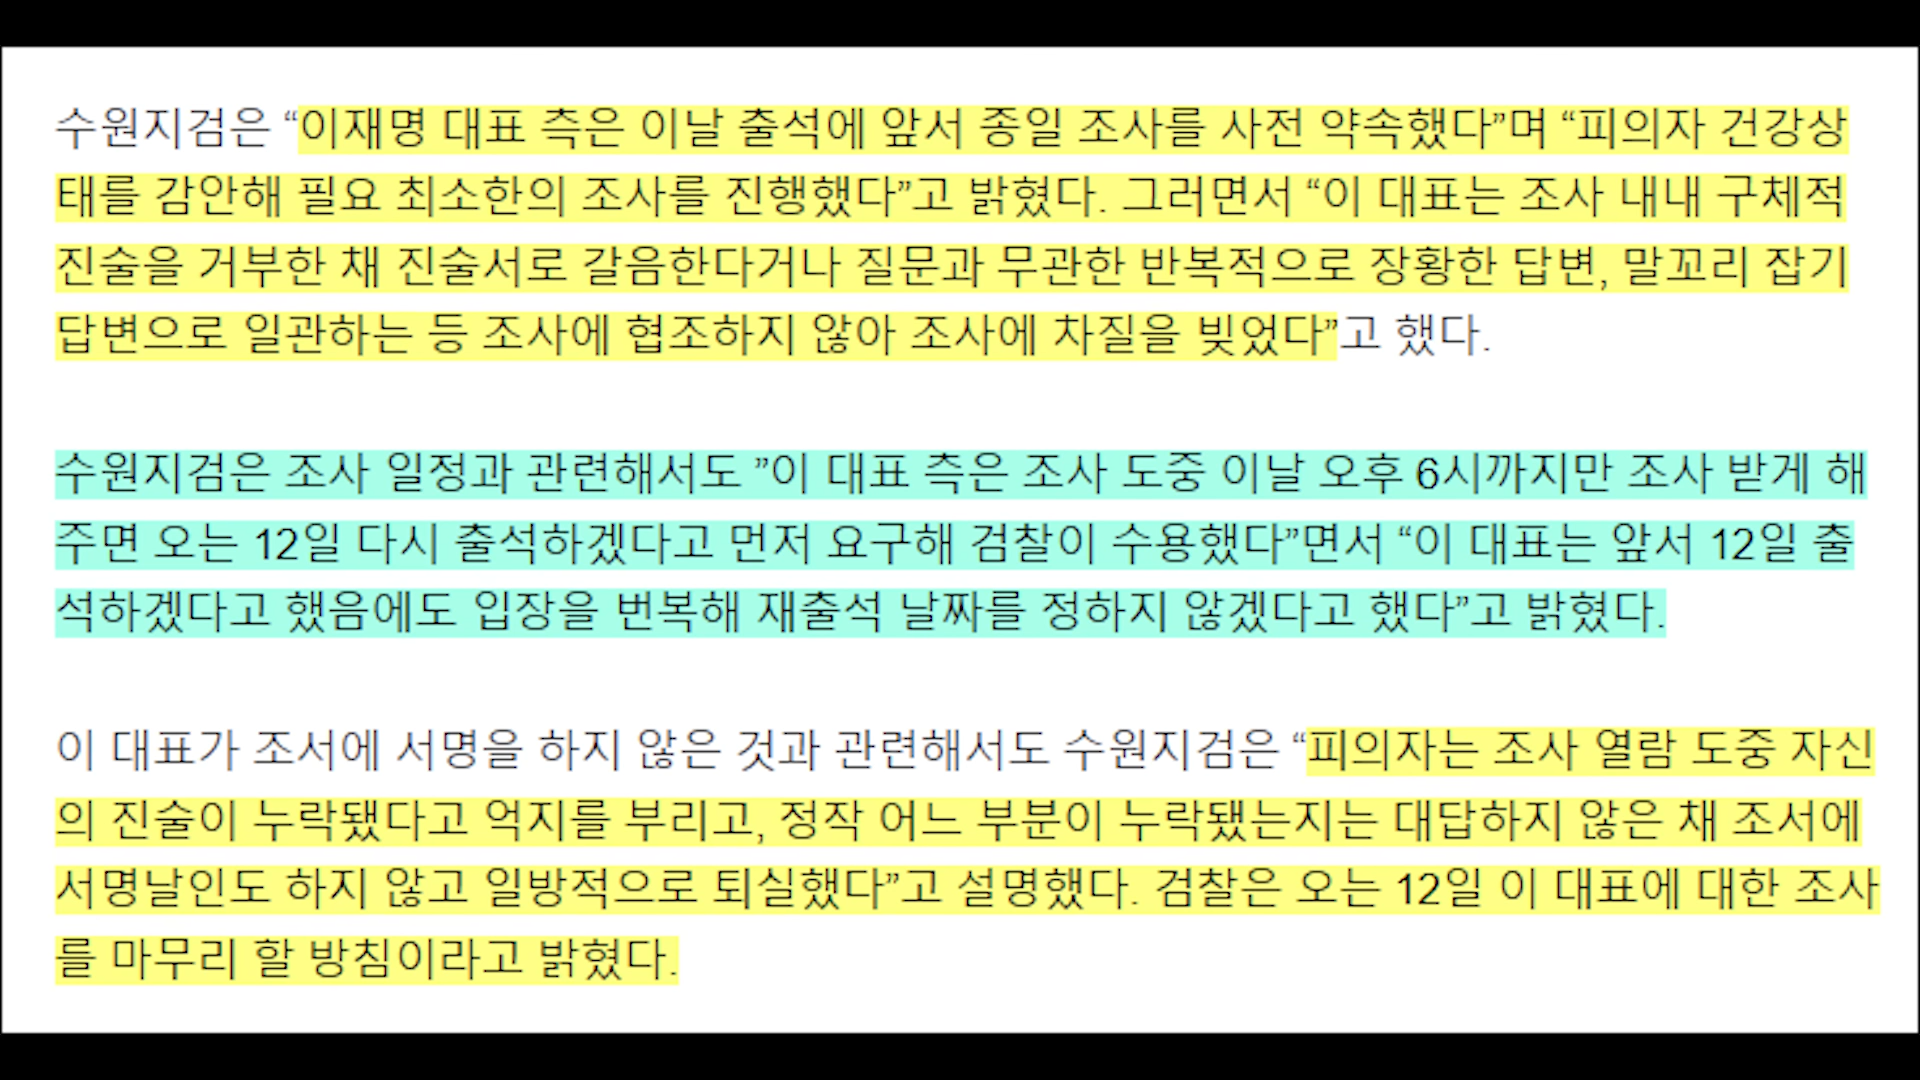 수원지검은 “이재명 대표 측은 이날 출석에 앞서 종일 조사를 사전 약속했다”며 “피의자 건강상
태를 감안해 필요 최소한의 조사를 진행했다”고 밝혔다. 그러면서 “이 대표는 조사 내내 구체적
진술을 거부한 채 진술서로 갈음한다거나 질문과 무관한 반복적으로 장황한 답변, 말꼬리 잡기
답변으로 일관하는 등 조사에 협조하지 않아 조사에 차질을 빚었다”고 했다.
수원지검은 조사 일정과 관련해서도 ”이 대표 측은 조사 도중 이날 오후 6시까지만 조사 받게 해
주면 오는 12일 다시 출석하겠다고 먼저 요구해 검찰이 수용했다”면서 “이 대표는 앞서 12일 출
석하겠다고 했음에도 입장을 번복해 재출석 날짜를 정하지 않겠다고 했다”고 밝혔다.
이 대표가 조서에 서명을 하지 않은 것과 관련해서도 수원지검은 “피의자는 조사 열람 도중 자신
의 진술이 누락됐다고 억지를 부리고, 정작 어느 부분이 누락됐는지는 대답하지 않은 채 조서에
서명날인도 하지 않고 일방적으로 퇴실했다”고 설명했다. 검찰은 오는 12일 이 대표에 대한 조사
를 마무리 할 방침이라고 밝혔다.